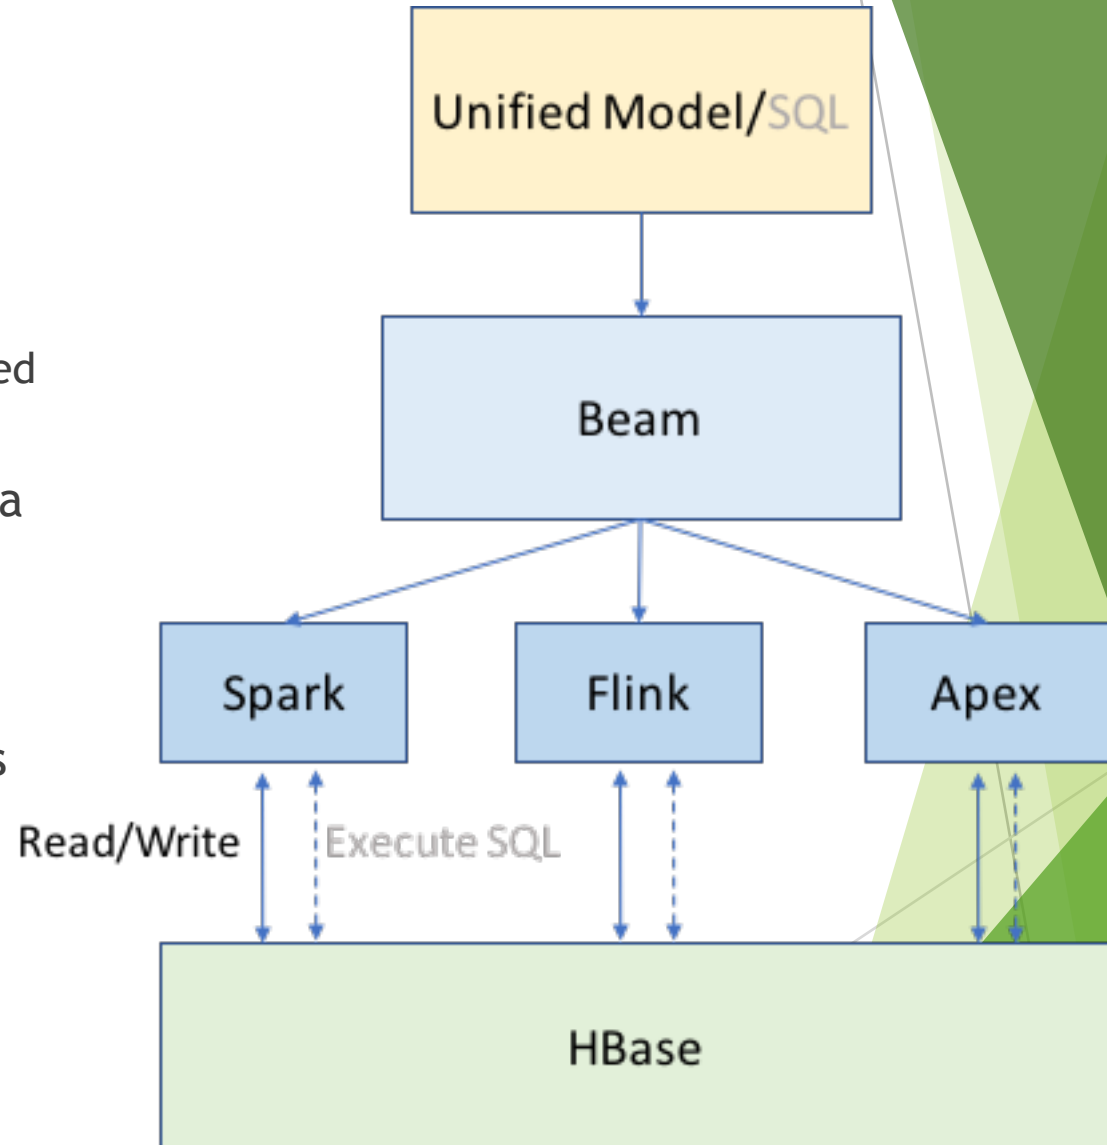 Unified Model/SQL
ed
Beam
a
Spark
Flink
Apex
s
Read/Write
Execute SQL
HBase